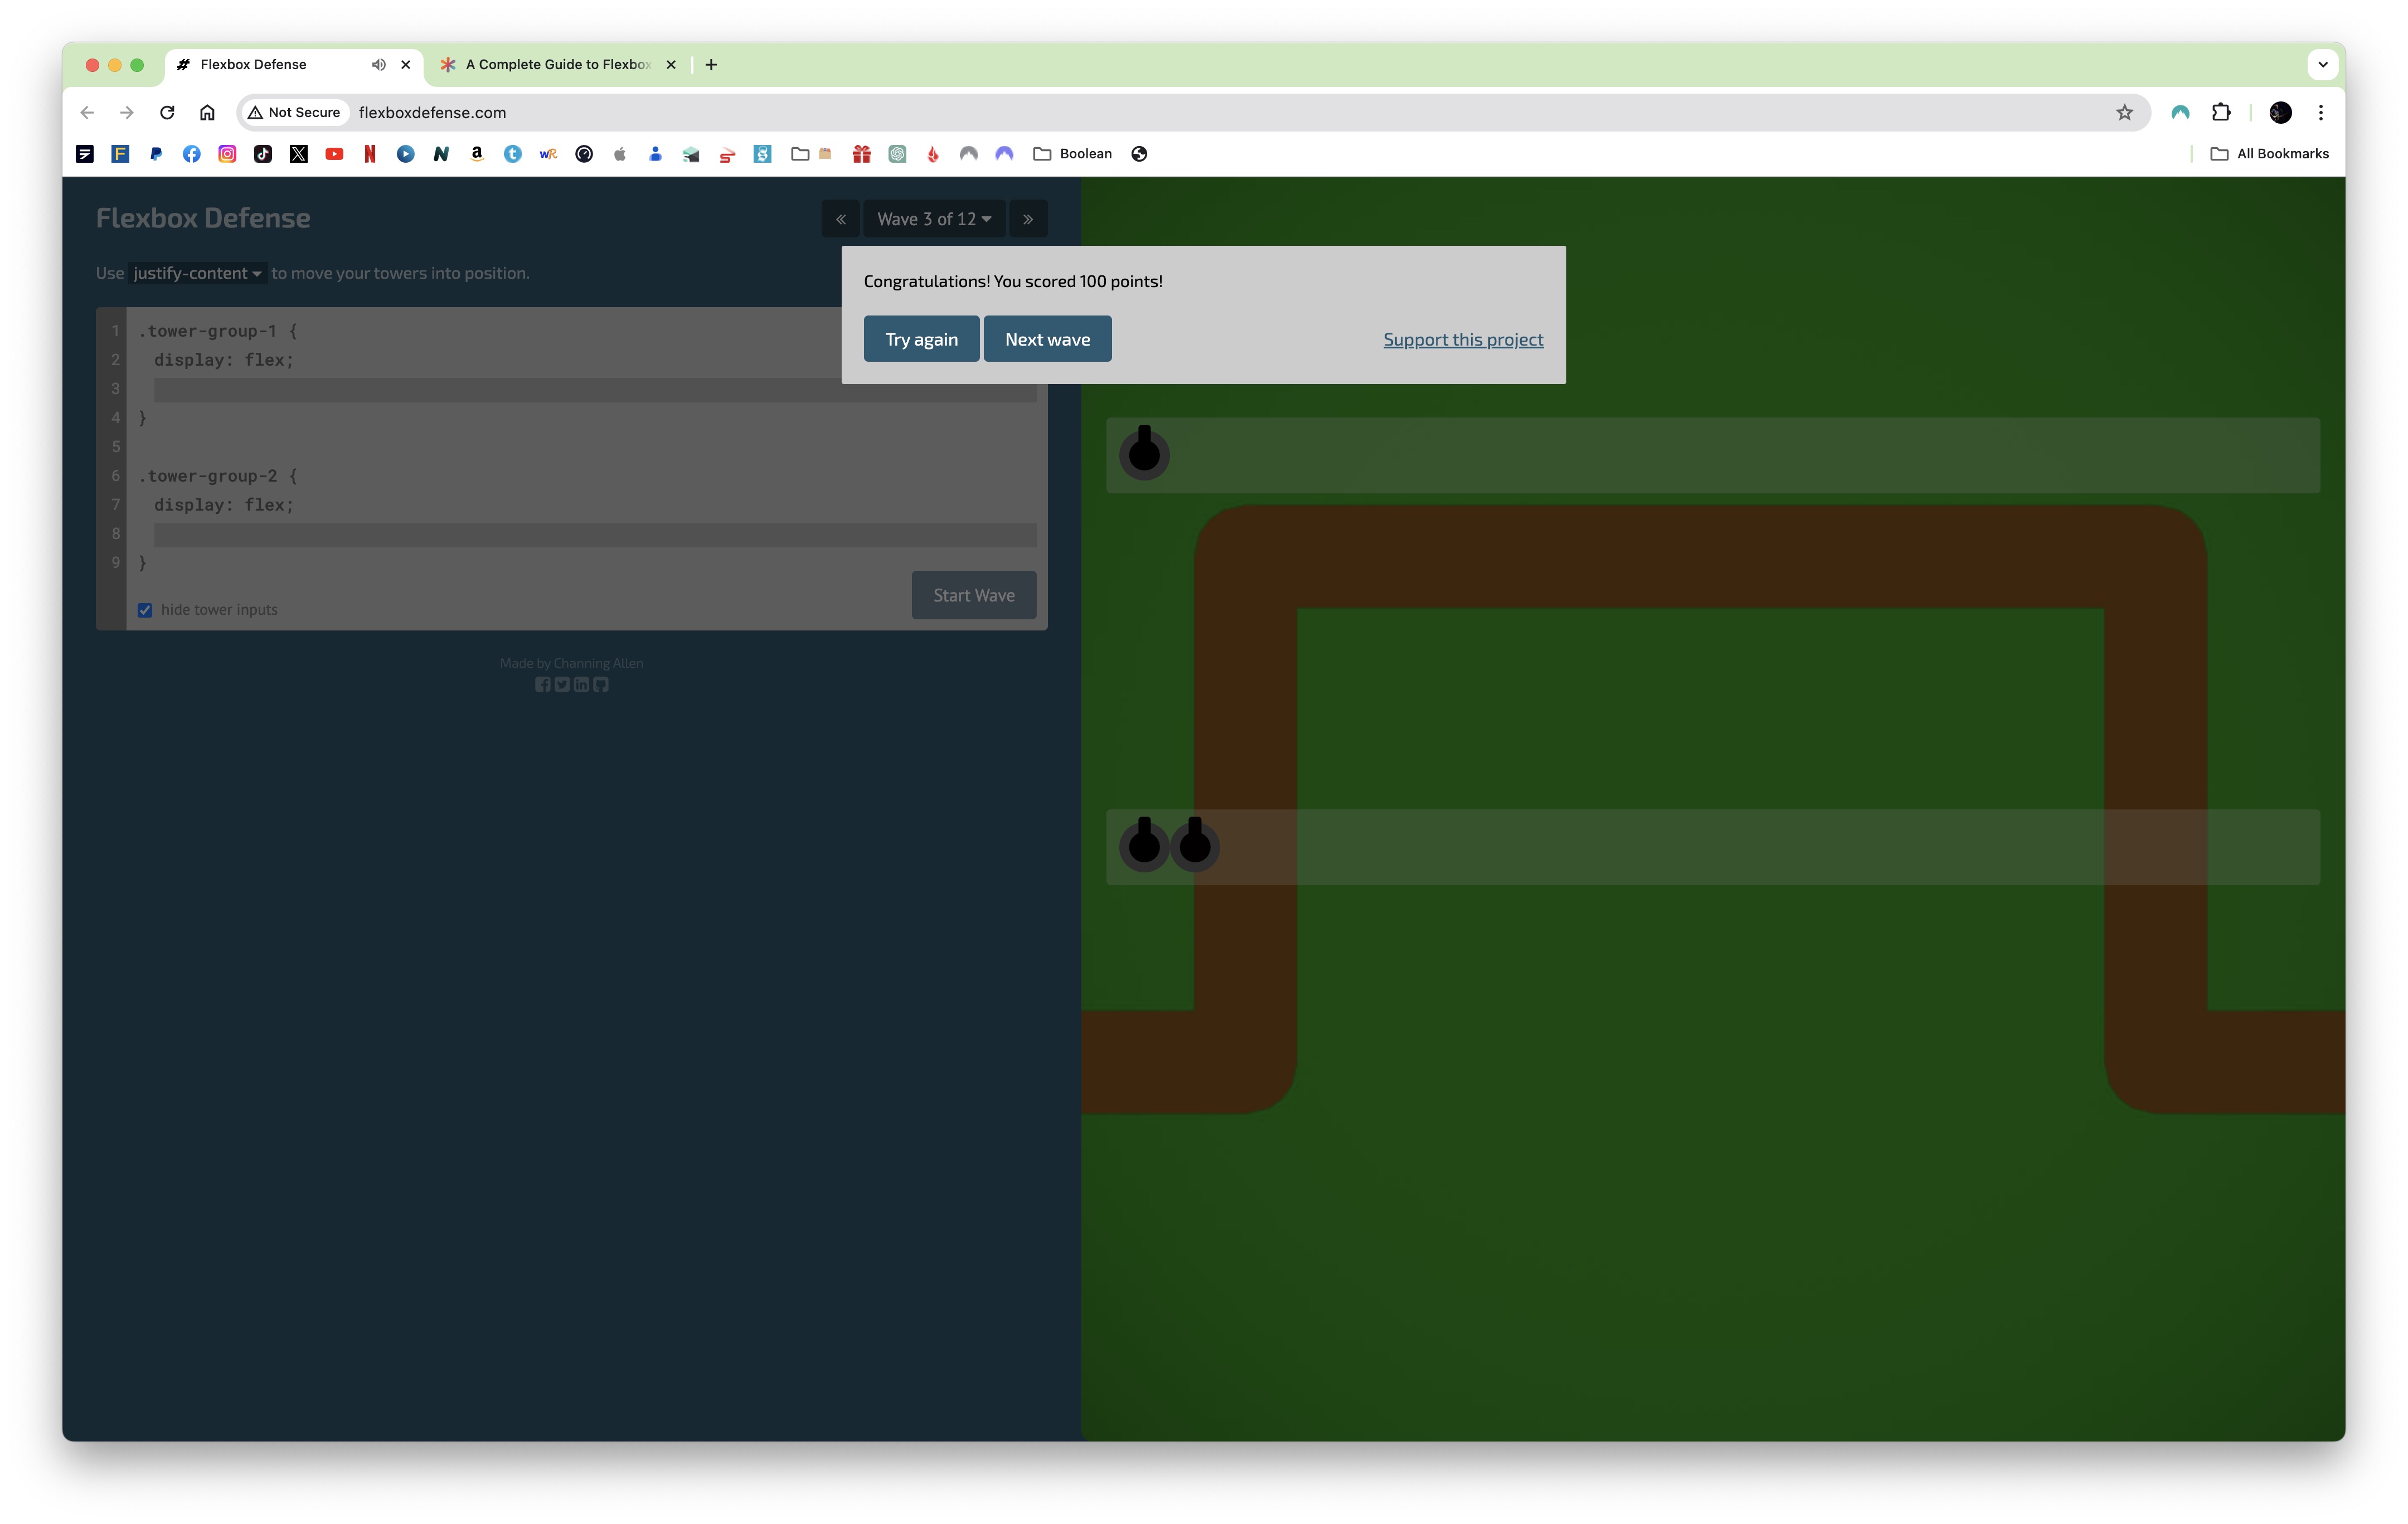 Flexbox Defense
A Complete Guide to Flexbox
Not Secure
flexboxdefense.com
Boolean
All Bookmarks
Flexbox Defense
« Wave 3 of 12 »
Use justify-content to move your towers into position.
Congratulations! You scored 100 points!
Try again
Next wave
Support this project
1 .tower-group-1 {
2 display: flex;
3
4 }
5
6 .tower-group-2 {
7 display: flex;
8
9 }
hide tower inputs
Start Wave
Made by Channing Allen